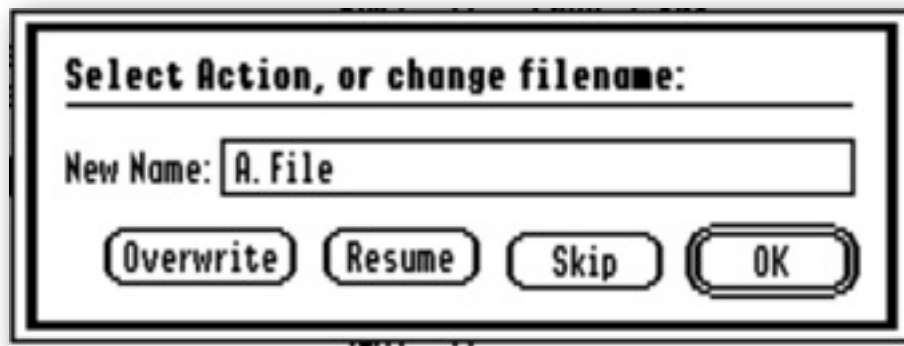 Select Action, or change filename:
New Name: A.File
Overwrite Resume Skip OK